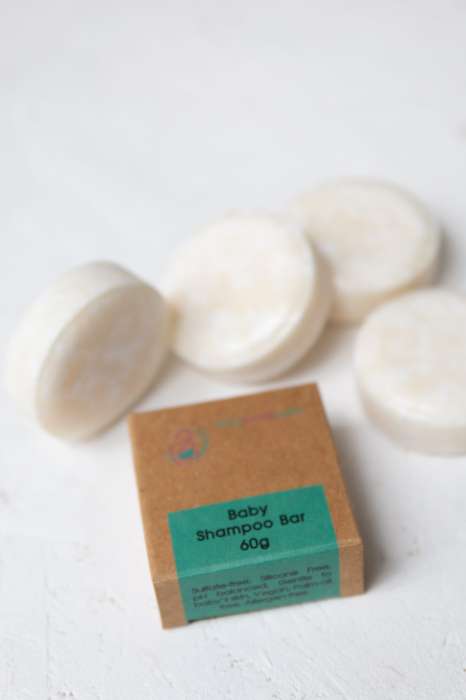 Baby
Shampoo Bar
60g
Sulfate-free, Silicone Free,
pH balanced, Gentle to
baby's skin, Vegan, Palm-oil
free, Allergen-free